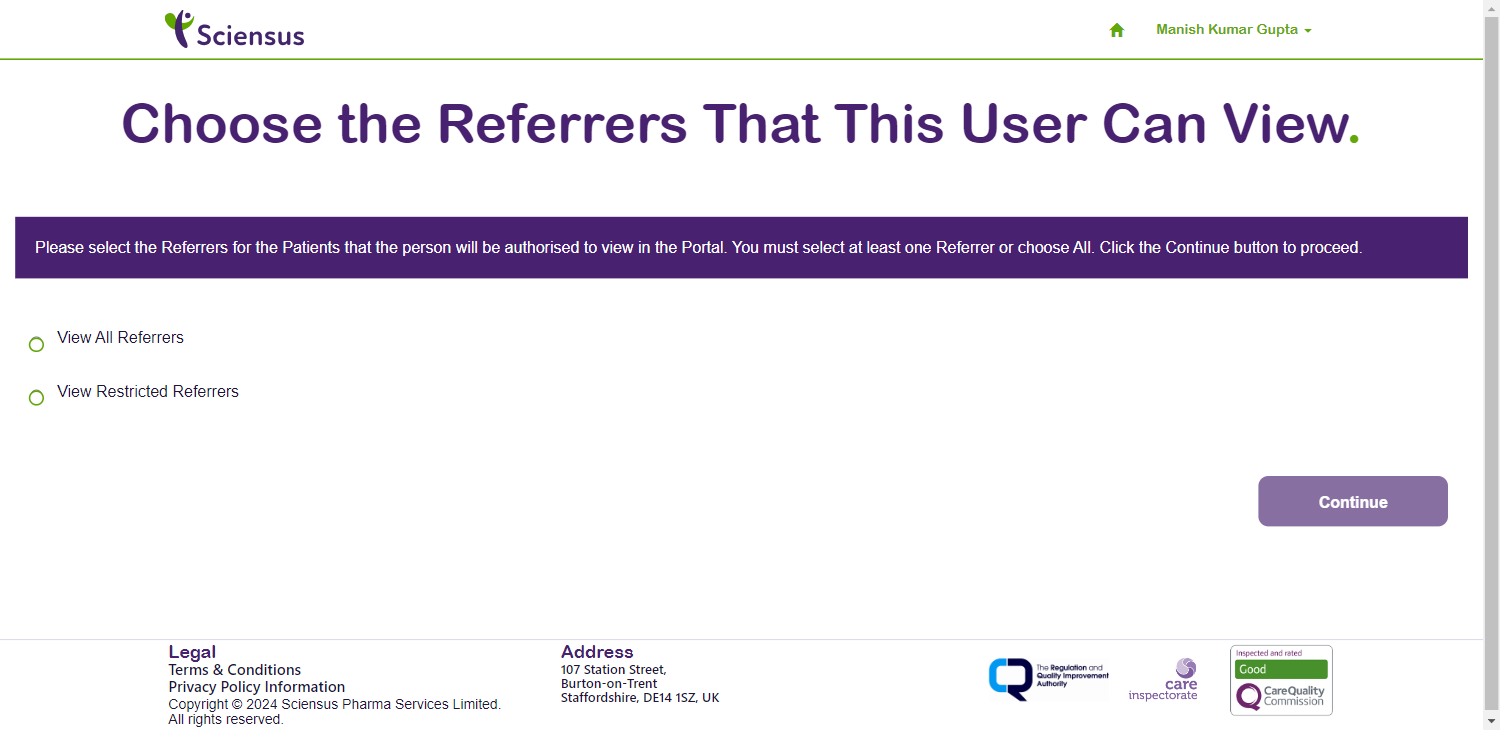 Sciensus
Manish Kumar Gupta
Choose the Referrers That This User Can View.
Please select the Referrers for the Patients that the person will be authorised to view in the Portal. You must select at least one Referrer or choose All. Click the Continue button to proceed.
View All Referrers
View Restricted Referrers
Continue
Legal
Terms & Conditions
Privacy Policy Information
Copyright © 2024 Sciensus Pharma Services Limited.
All rights reserved.
Address
107 Station Street,
Burton-on-Trent
Staffordshire, DE14 1SZ, UK
The Regulation and
Quality Improvement
Authority
care
inspectorate
Inspected and rated
Good
CareQuality
Commission